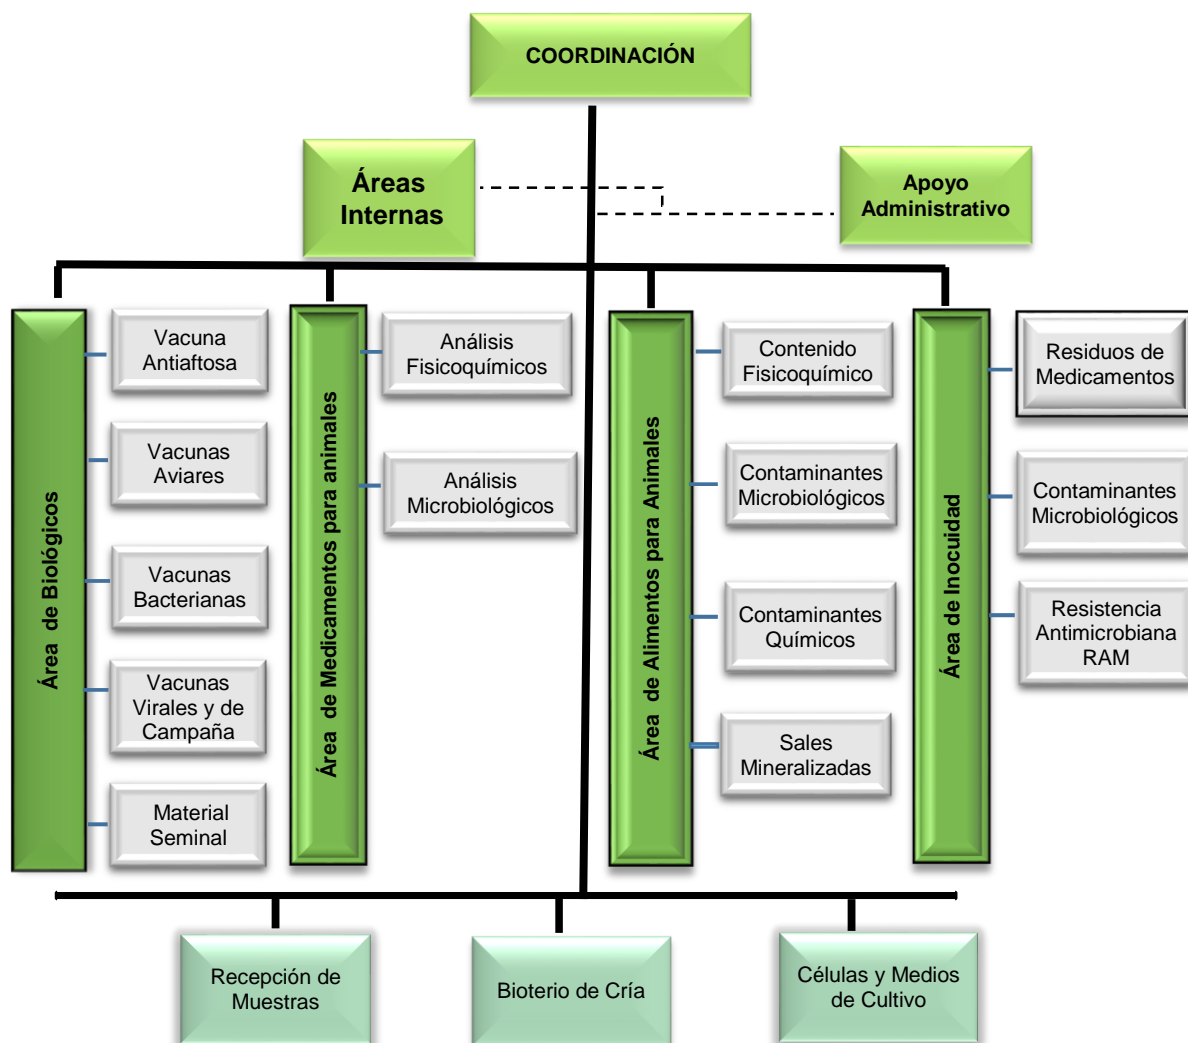 COORDINACIÓN
Áreas
Internas
Apoyo
Administrativo
Área de Biológicos
Vacuna
Antiaftosa
Vacunas
Aviares
Vacunas
Bacterianas
Vacunas
Virales y de
Campaña
Material
Seminal
Área de Medicamentos para animales
Análisis
Fisicoquímicos
Análisis
Microbiológicos
Área de Alimentos para Animales
Contenido
Fisicoquímico
Contaminantes
Microbiológicos
Contaminantes
Químicos
Sales
Mineralizadas
Área de Inocuidad
Residuos de
Medicamentos
Contaminantes
Microbiológicos
Resistencia
Antimicrobiana
RAM
Recepción de
Muestras
Bioterio de Cría
Células y Medios
de Cultivo